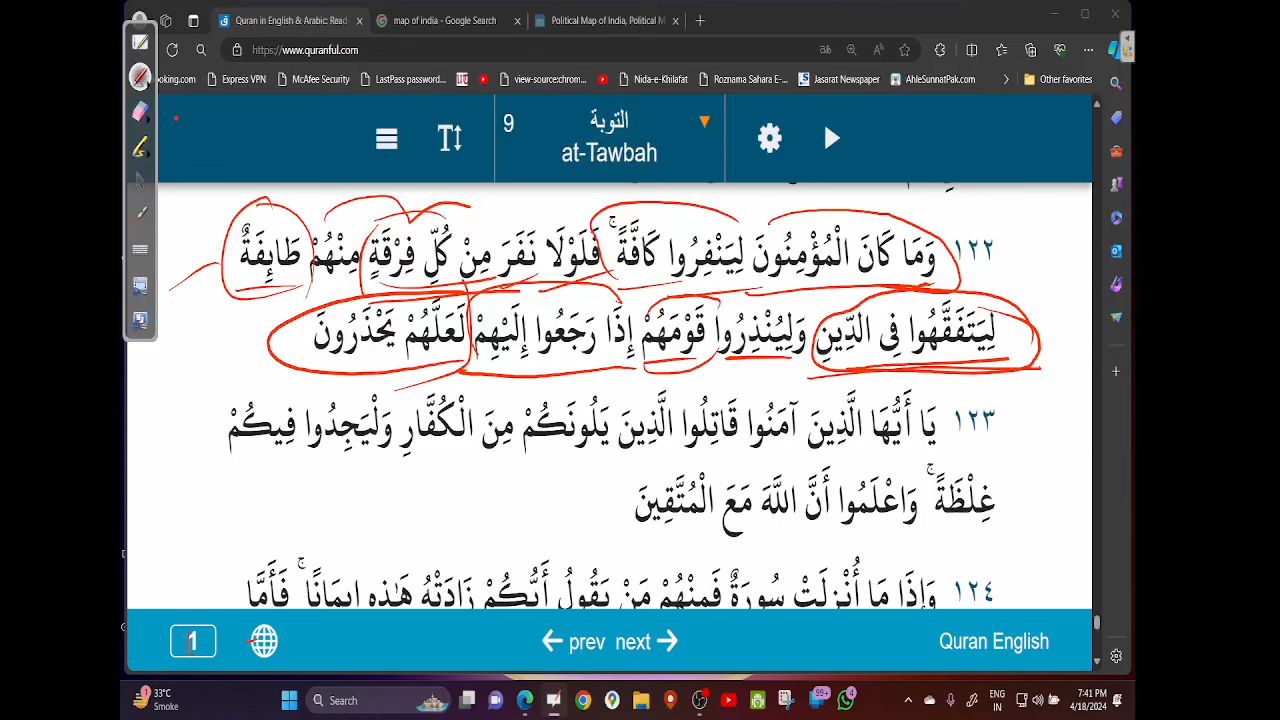 Quran in English & Arabic Read
map of india - Google Search
Political Map of India, Political M
https://www.quranful.com
ooking.com
Express VPN
McAfee Security
LastPass password...
view-source:chrom...
Nida-e-Khilafat
Roznama Sahara E-...
Jasarat Newspaper
AhleSunnatPak.com
Other favorites
9
التوبة
at-Tawbah
١٢٢ وَمَا كَانَ الْمُؤْمِنُونَ لِيَنْفِرُوا كَافَّةً ۚ فَلَوْلَا نَفَرَ مِنْ كُلِّ فِرْقَةٍ مِنْهُمْ طَائِفَةٌ
لِيَتَفَقَّهُوا فِى الدِّينِ وَلِيُنْذِرُوا قَوْمَهُمْ إِذَا رَجَعُوا إِلَيْهِمْ لَعَلَّهُمْ يَحْذَرُونَ
١٢٣ يَا أَيُّهَا الَّذِينَ آمَنُوا قَاتِلُوا الَّذِينَ يَلُونَكُمْ مِنَ الْكُفَّارِ وَلْيَجِدُوا فِيكُمْ
غِلْظَةً ۚ وَاعْلَمُوا أَنَّ اللَّهَ مَعَ الْمُتَّقِينَ
١٢٤ وَإِذَا مَا أُنْزِلَتْ سُورَةٌ فَمِنْهُمْ مَنْ يَقُولُ أَيُّكُمْ زَادَتْهُ هَٰذِهِ إِيمَانًا ۚ فَأَمَّا
1
prev next
Quran English
33°C
Smoke
Search
99+
4
ENG
IN
7:41 PM
4/18/2024